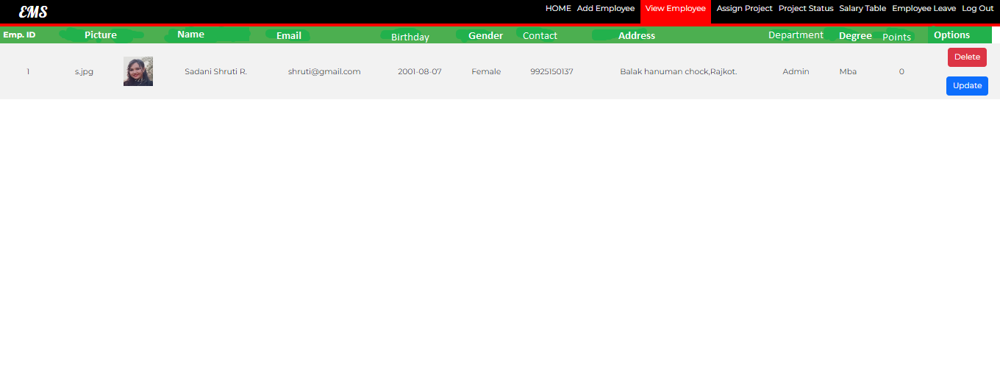 EMS HOME Add Employee View Employee Assign Project Project Status Salary Table Employee Leave Log Out
Emp. ID Picture Name Email Birthday Gender Contact Address Department Degree Points Options
1 s.jpg Sadani Shruti R. shruti@gmail.com 2001-08-07 Female 9925150137 Balak hanuman chock,Rajkot. Admin Mba 0 Delete
Update